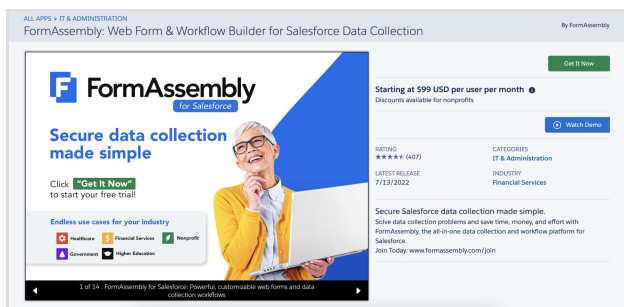 ALL APPS > IT & ADMINISTRATION
FormAssembly: Web Form & Workflow Builder for Salesforce Data Collection
By FormAssembly
FormAssembly
for Salesforce
Secure data collection
made simple
Click "Get It Now"
to start your free trial!
Endless use cases for your industry
Healthcare
Financial Services
Nonprofit
Government
Higher Education
1 of 14 : FormAssembly for Salesforce: Powerful, customizable web forms and data
collection workflows
Get It Now
Starting at $99 USD per user per month
Discounts available for nonprofits
Watch Demo
RATING
(407)
CATEGORIES
IT & Administration
LATEST RELEASE
7/13/2022
INDUSTRY
Financial Services
Secure Salesforce data collection made simple.
Solve data collection problems and save time, money, and effort with
FormAssembly, the all-in-one data collection and workflow platform for
Salesforce.
Join Today: www.formassembly.com/join